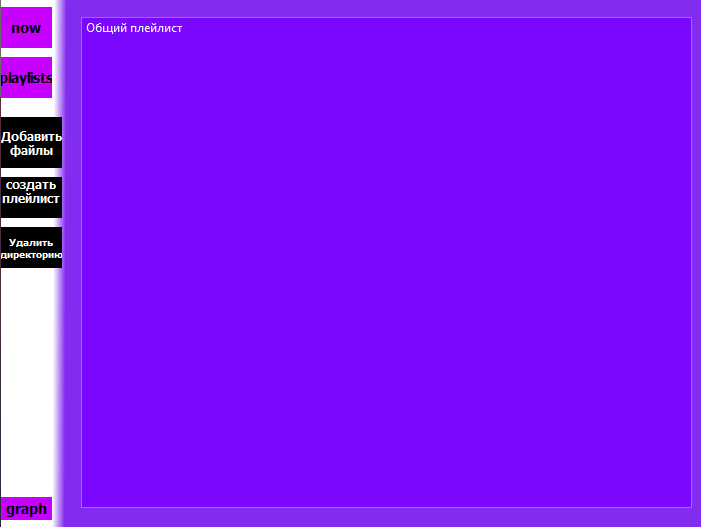 now
Общий плейлист
playlists
Добавить
файлы
создать
плейлист
Удалить
директорию
graph